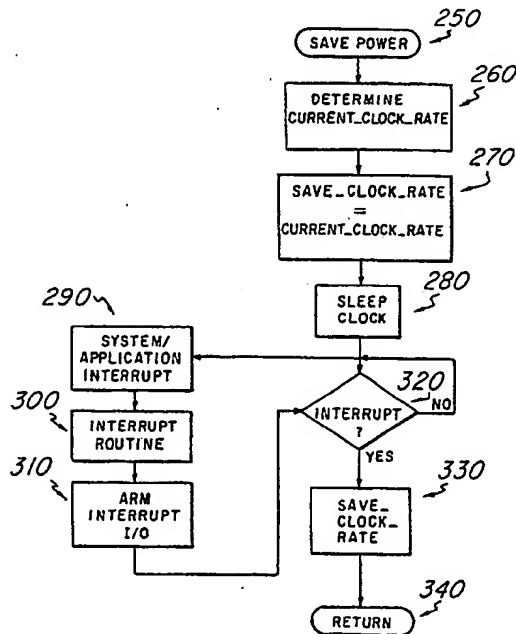 SAVE POWER
250
DETERMINE
CURRENT_CLOCK_RATE
260
SAVE_CLOCK_RATE
=
CURRENT_CLOCK_RATE
270
SLEEP
CLOCK
280
290
SYSTEM/
APPLICATION
INTERRUPT
300
INTERRUPT
ROUTINE
310
ARM
INTERRUPT
I/O
320
INTERRUPT
?
NO
YES
330
SAVE_
CLOCK_
RATE
340
RETURN